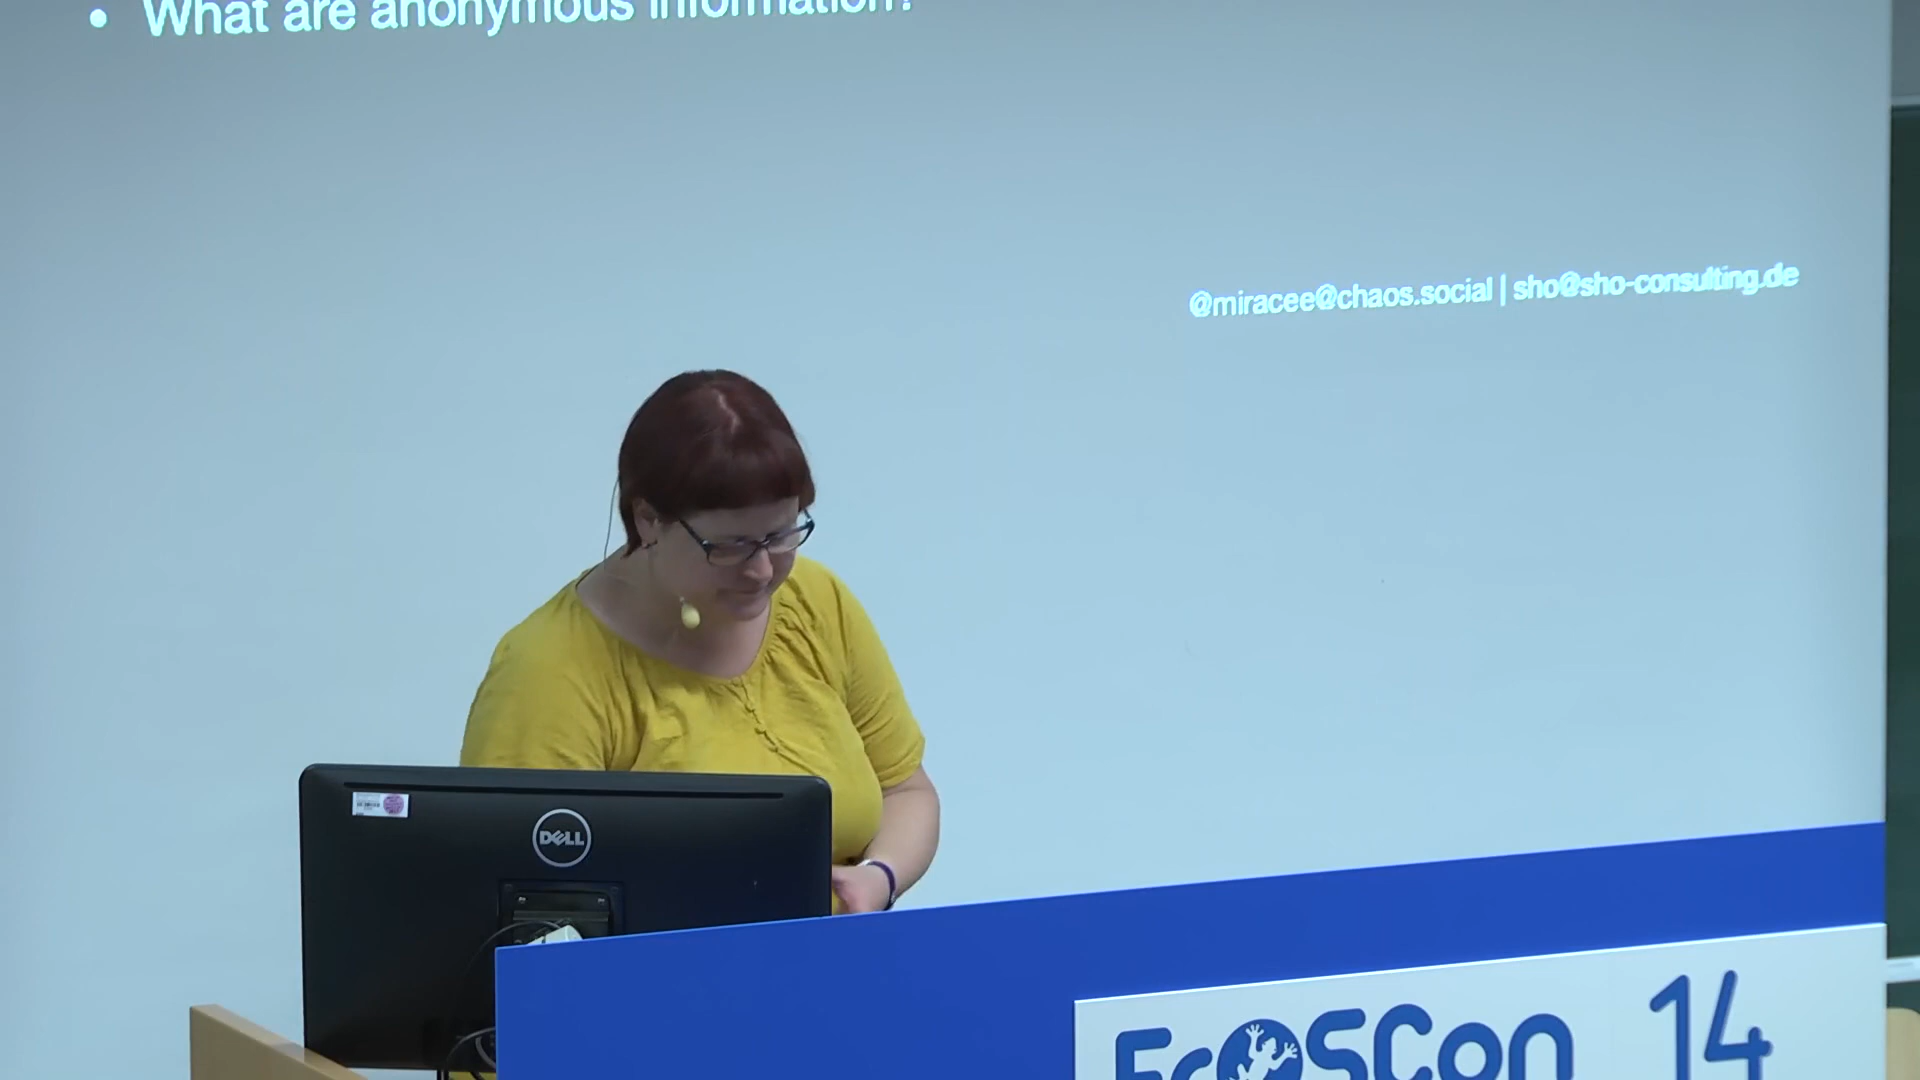 • What are anonymous information?
@miracee@chaos.social | sho@sho-consulting.de
DELL
FrOSCon 14